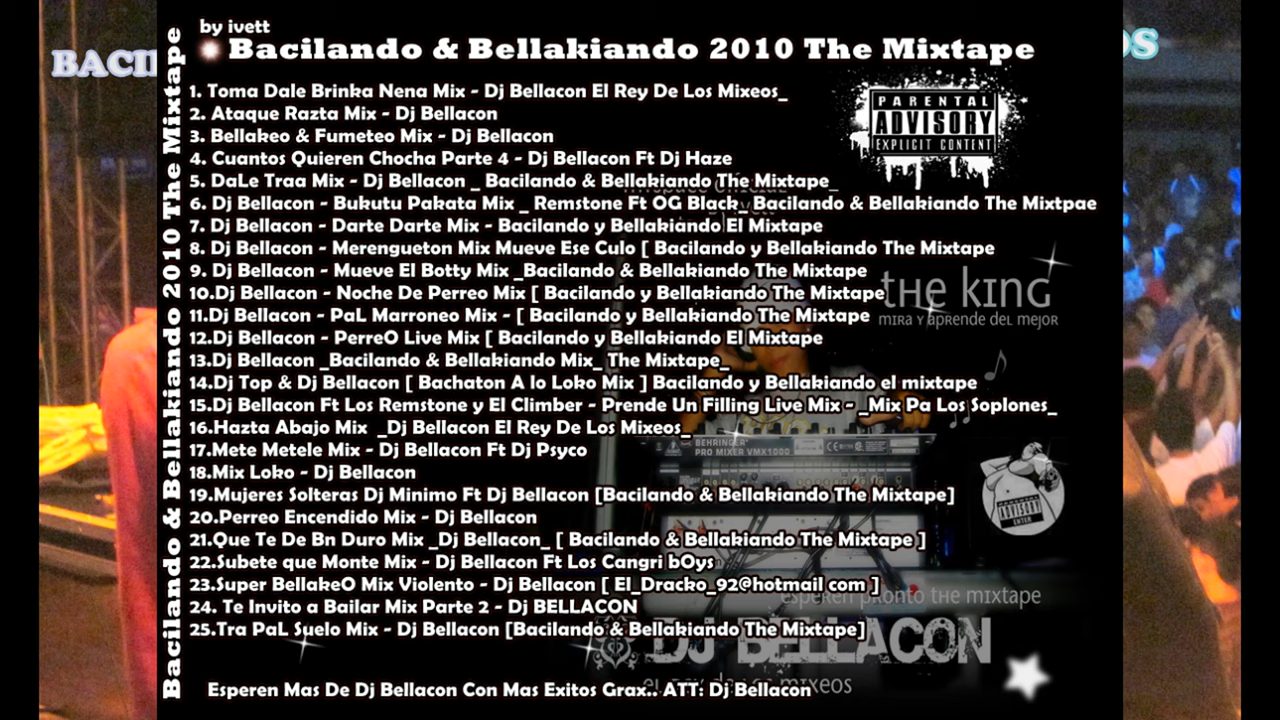 by ivett
Bacilando & Bellakiando 2010 The Mixtape
Bacilando & Bellakiando 2010 The Mixtape
BACI
OS
1. Toma Dale Brinka Nena Mix - Dj Bellacon El Rey De Los Mixeos_
2. Ataque Razta Mix - Dj Bellacon
3. Bellakeo & Fumeteo Mix - Dj Bellacon
4. Cuantos Quieren Chocha Parte 4 - Dj Bellacon Ft Dj Haze
5. DaLe Traa Mix - Dj Bellacon _ Bacilando & Bellakiando The Mixtape_
6. Dj Bellacon - Bukutu Pakata Mix _ Remstone Ft OG Black_ Bacilando & Bellakiando The Mixtpae
7. Dj Bellacon - Darte Darte Mix - Bacilando y Bellakiando El Mixtape
8. Dj Bellacon - Merengueton Mix Mueve Ese Culo [ Bacilando y Bellakiando The Mixtape
9. Dj Bellacon - Mueve El Botty Mix _Bacilando & Bellakiando The Mixtape
10.Dj Bellacon - Noche De Perreo Mix [ Bacilando y Bellakiando The Mixtape
11.Dj Bellacon - PaL Marroneo Mix - [ Bacilando y Bellakiando The Mixtape
12.Dj Bellacon - PerreO Live Mix [ Bacilando y Bellakiando El Mixtape
13.Dj Bellacon _Bacilando & Bellakiando Mix_ The Mixtape_
14.Dj Top & Dj Bellacon [ Bachaton A lo Loko Mix ] Bacilando y Bellakiando el mixtape
15.Dj Bellacon Ft Los Remstone y El Climber - Prende Un Filling Live Mix - _Mix Pa Los Soplones_
16.Hazta Abajo Mix _Dj Bellacon El Rey De Los Mixeos_
17.Mete Metele Mix - Dj Bellacon Ft Dj Psyco
18.Mix Loko - Dj Bellacon
19.Mujeres Solteras Dj Minimo Ft Dj Bellacon [Bacilando & Bellakiando The Mixtape]
20.Perreo Encendido Mix - Dj Bellacon
21.Que Te De Bn Duro Mix _Dj Bellacon_ [ Bacilando & Bellakiando The Mixtape ]
22.Subete que Monte Mix - Dj Bellacon Ft Los Cangri bOys
23.Super BellakeO Mix Violento - Dj Bellacon [ El_Dracko_92@hotmail com ]
24. Te Invito a Bailar Mix Parte 2 - Dj BELLACON
25.Tra PaL Suelo Mix - Dj Bellacon [Bacilando & Bellakiando The Mixtape]
Esperen Mas De Dj Bellacon Con Mas Exitos Grax.. ATT: Dj Bellacon
PARENTAL
ADVISORY
EXPLICIT CONTENT
THE KING
MIRA Y APRENDE DEL MEJOR
BEHRINGER
PRO MIXER VMX1000
PARENTAL
ADVISORY
ENTER
esperen pronto THE MIXTAPE
DJ BELLACON